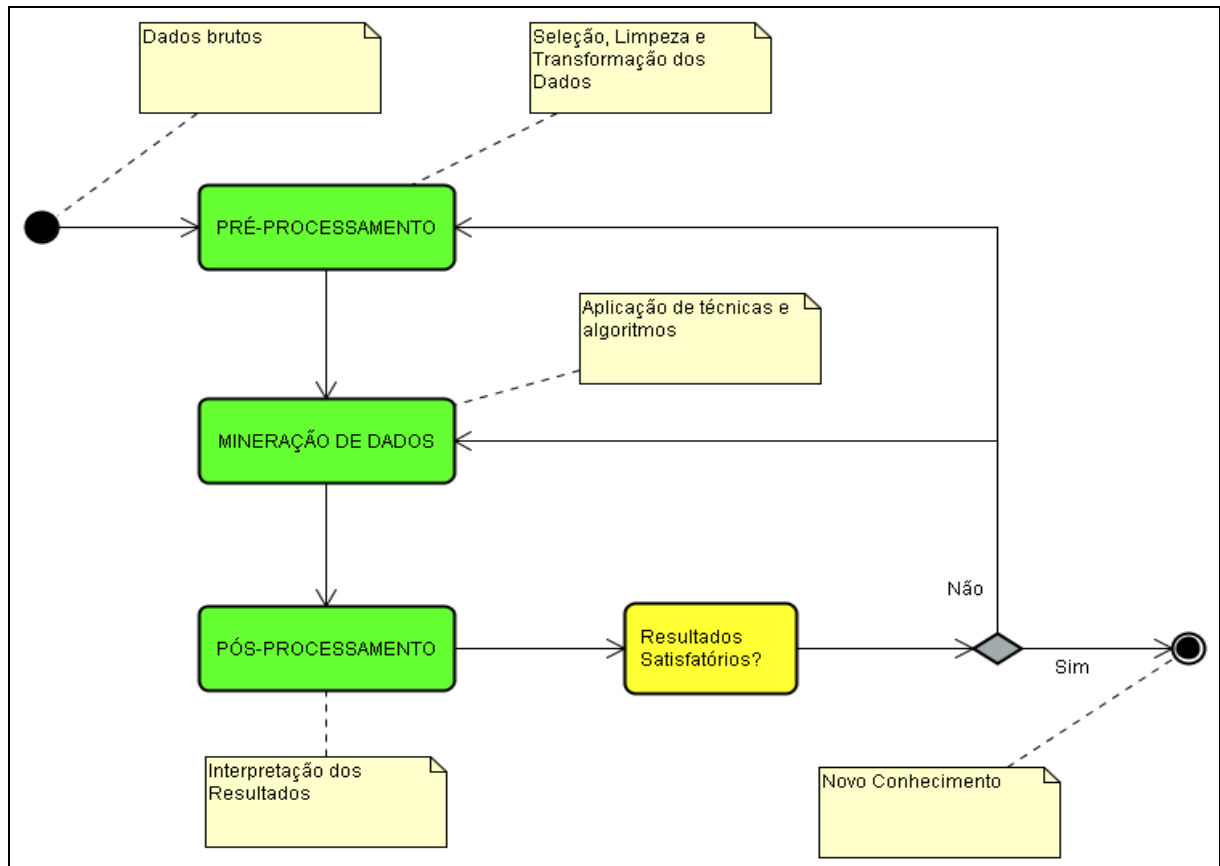 Dados brutos
Seleção, Limpeza e
Transformação dos
Dados
PRÉ-PROCESSAMENTO
Aplicação de técnicas e
algoritmos
MINERAÇÃO DE DADOS
Não
PÓS-PROCESSAMENTO
Resultados
Satisfatórios?
Sim
Interpretação dos
Resultados
Novo Conhecimento